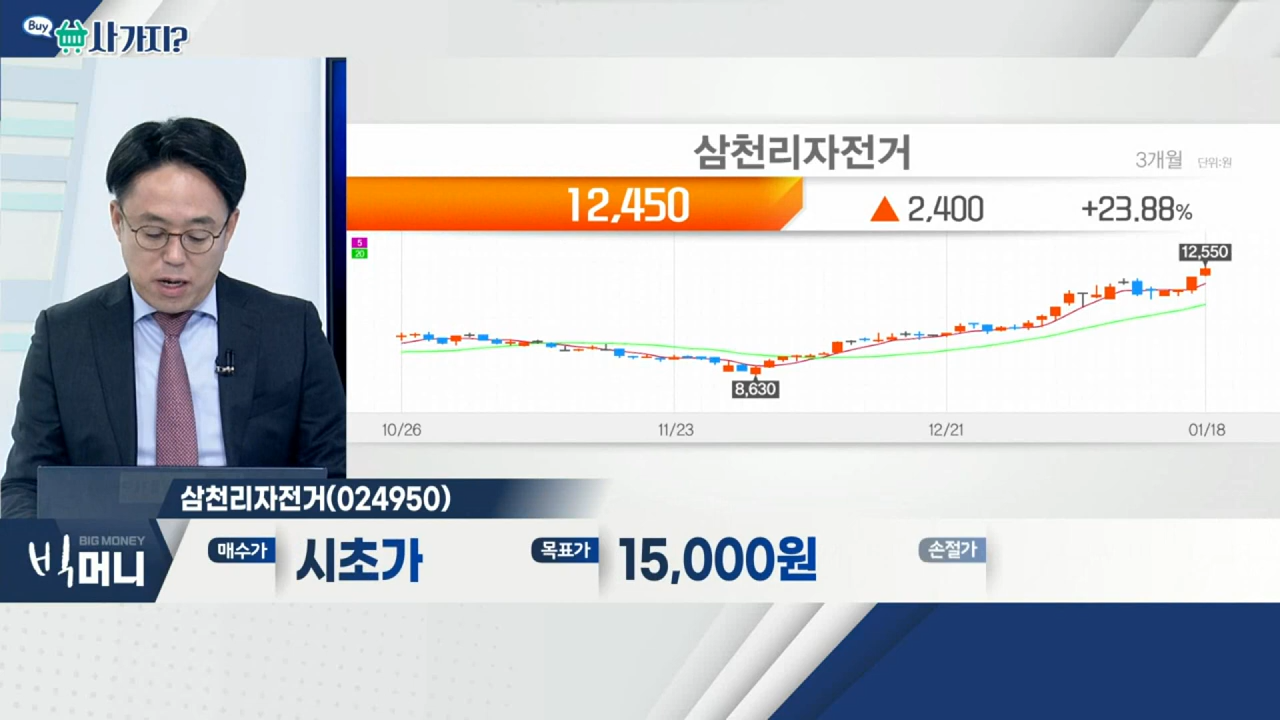 Buy
사가지?
삼천리자전거
3개월 단위:원
12,450 ▲ 2,400 +23.88%
5
20
12,550
8,630
10/26 11/23 12/21 01/18
삼천리자전거(024950)
BIG MONEY
빅머니
매수가 시초가 목표가 15,000원 손절가